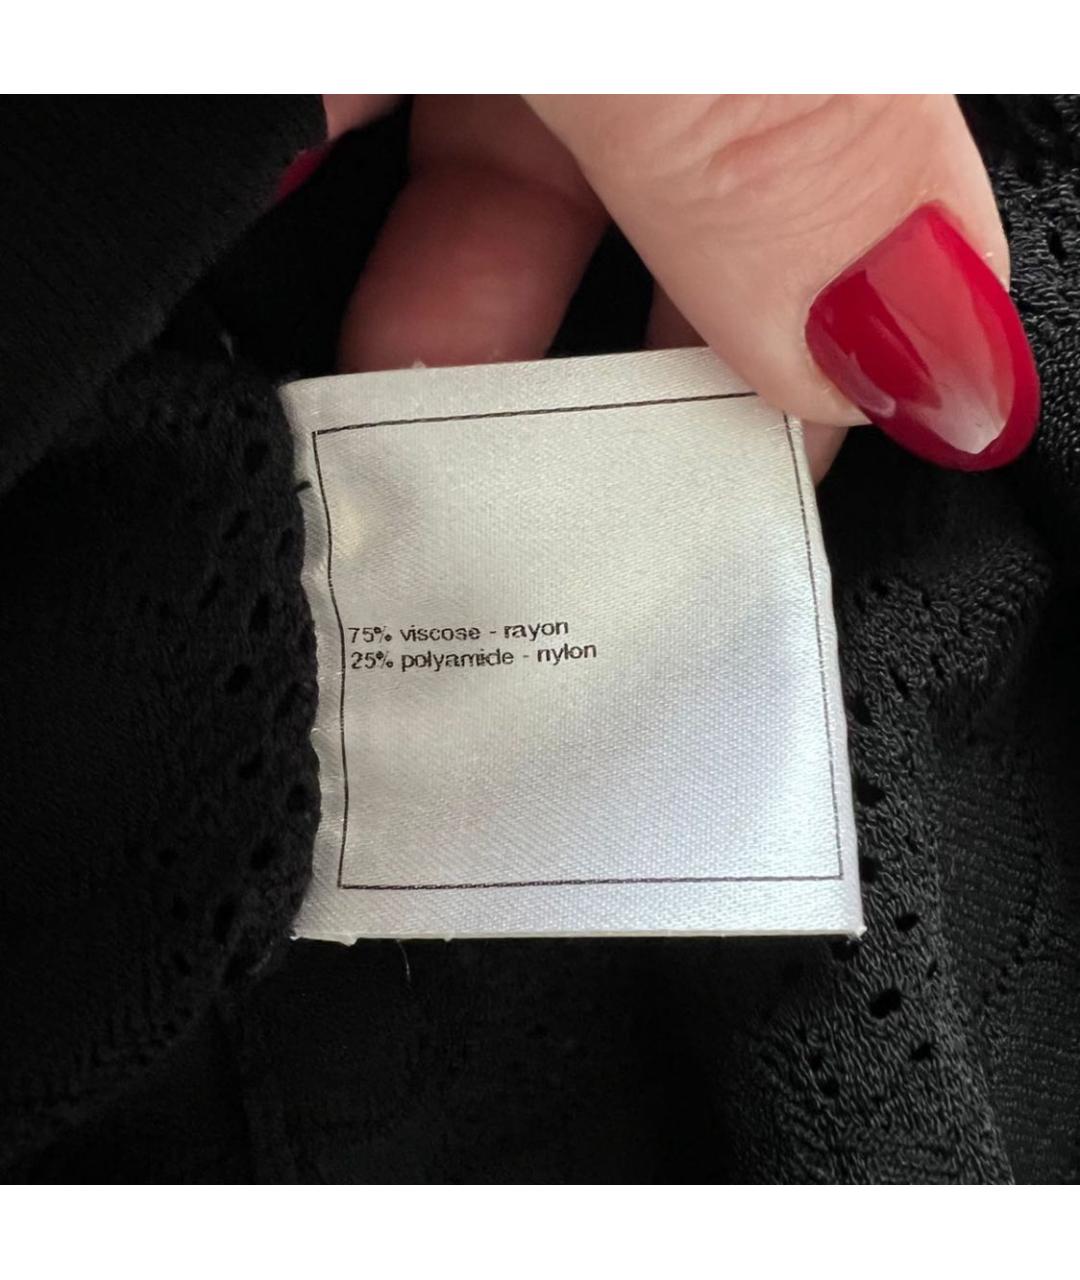 75% viscose - rayon
25% polyamide - nylon